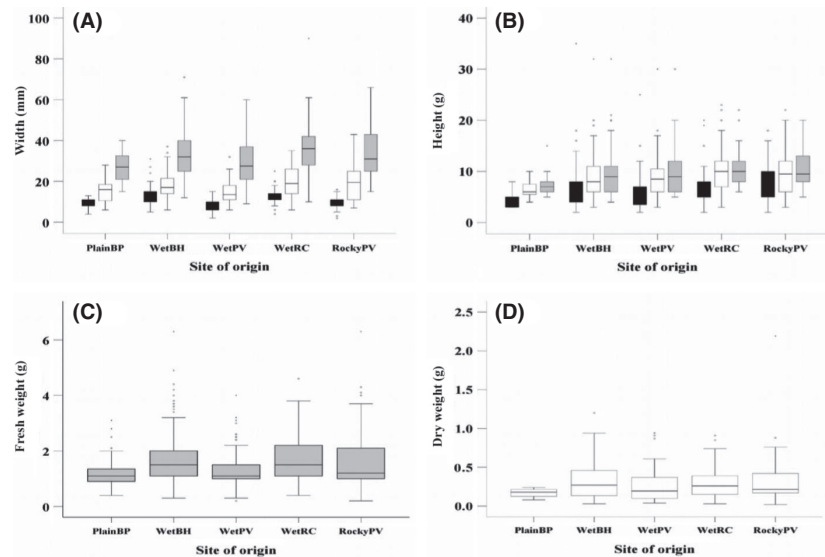 (A)
100
80
60
40
20
0
Width (mm)
PlainBP WetBH WetPV WetRC RockyPV
Site of origin
(B)
40
30
20
10
0
Height (g)
PlainBP WetBH WetPV WetRC RockyPV
Site of origin
(C)
6
4
2
0
Fresh weight (g)
PlainBP WetBH WetPV WetRC RockyPV
Site of origin
(D)
2.5
2.0
1.5
1.0
0.5
0.0
Dry weight (g)
PlainBP WetBH WetPV WetRC RockyPV
Site of origin